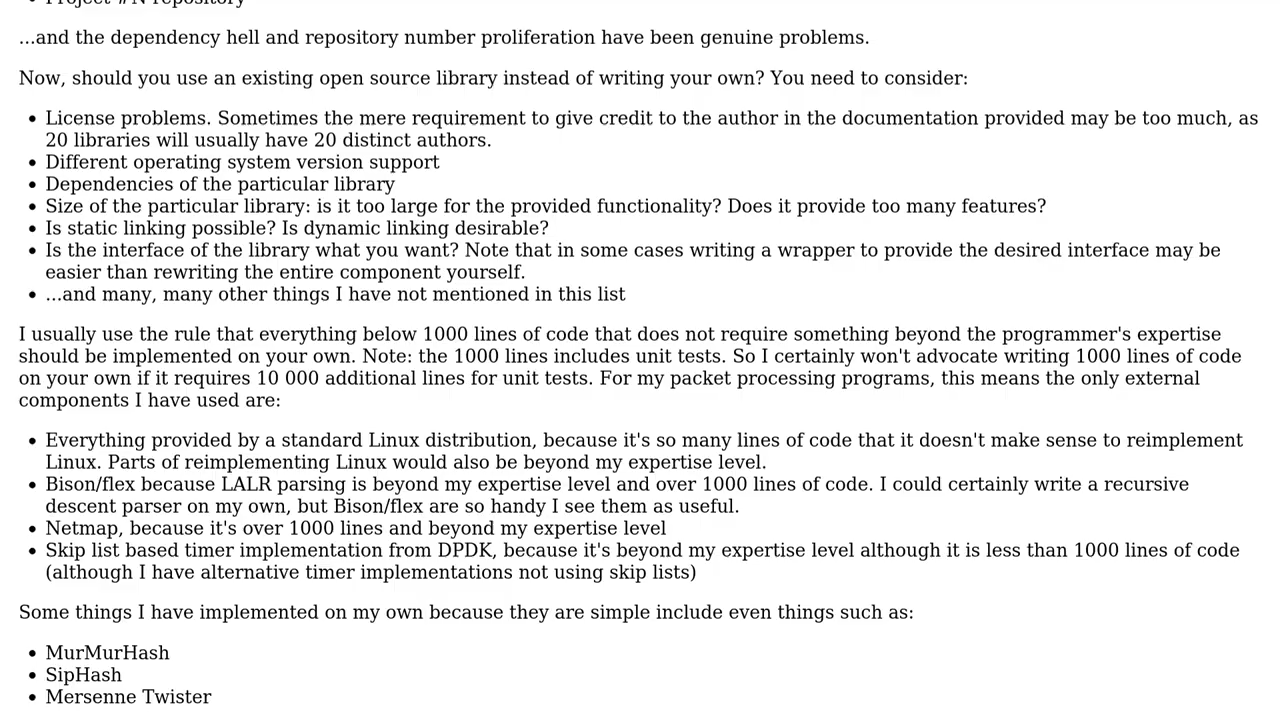 Project #N repository
...and the dependency hell and repository number proliferation have been genuine problems.
Now, should you use an existing open source library instead of writing your own? You need to consider:
License problems. Sometimes the mere requirement to give credit to the author in the documentation provided may be too much, as
20 libraries will usually have 20 distinct authors.
Different operating system version support
Dependencies of the particular library
Size of the particular library: is it too large for the provided functionality? Does it provide too many features?
Is static linking possible? Is dynamic linking desirable?
Is the interface of the library what you want? Note that in some cases writing a wrapper to provide the desired interface may be
easier than rewriting the entire component yourself.
...and many, many other things I have not mentioned in this list
I usually use the rule that everything below 1000 lines of code that does not require something beyond the programmer's expertise
should be implemented on your own. Note: the 1000 lines includes unit tests. So I certainly won't advocate writing 1000 lines of code
on your own if it requires 10 000 additional lines for unit tests. For my packet processing programs, this means the only external
components I have used are:
Everything provided by a standard Linux distribution, because it's so many lines of code that it doesn't make sense to reimplement
Linux. Parts of reimplementing Linux would also be beyond my expertise level.
Bison/flex because LALR parsing is beyond my expertise level and over 1000 lines of code. I could certainly write a recursive
descent parser on my own, but Bison/flex are so handy I see them as useful.
Netmap, because it's over 1000 lines and beyond my expertise level
Skip list based timer implementation from DPDK, because it's beyond my expertise level although it is less than 1000 lines of code
(although I have alternative timer implementations not using skip lists)
Some things I have implemented on my own because they are simple include even things such as:
MurMurHash
SipHash
Mersenne Twister